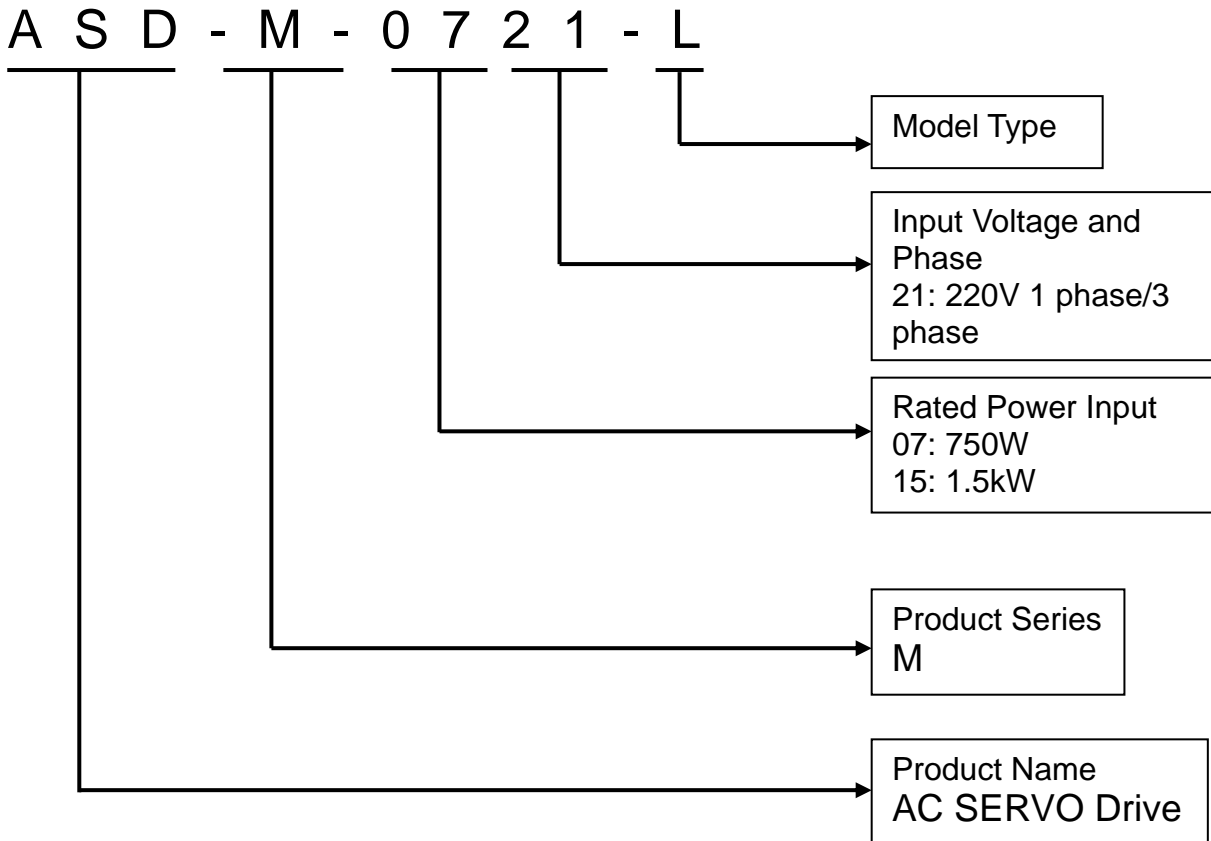 A S D - M - 0 7 2 1 - L
Model Type
Input Voltage and
Phase
21: 220V 1 phase/3
phase
Rated Power Input
07: 750W
15: 1.5kW
Product Series
M
Product Name
AC SERVO Drive